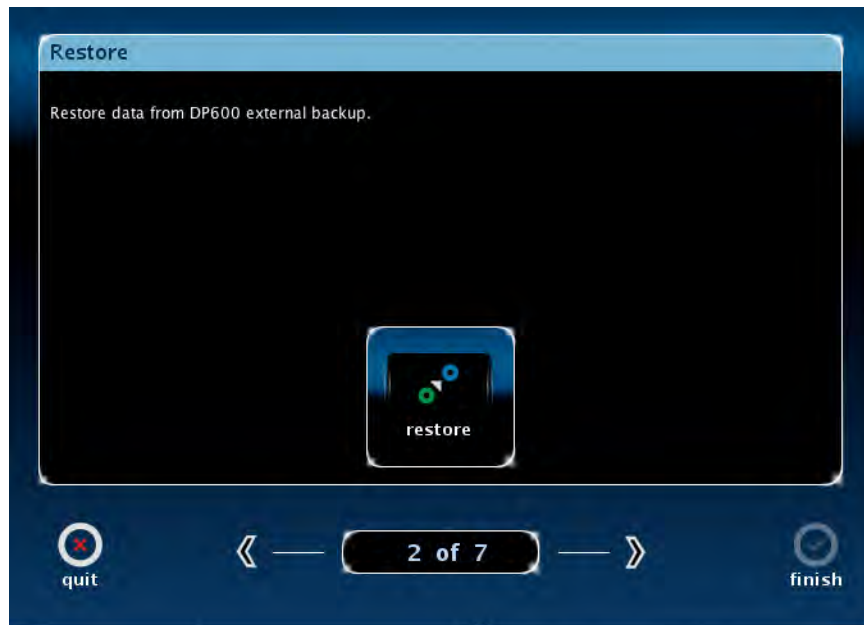 Restore
Restore data from DP600 external backup.
restore
2 of 7
quit
finish